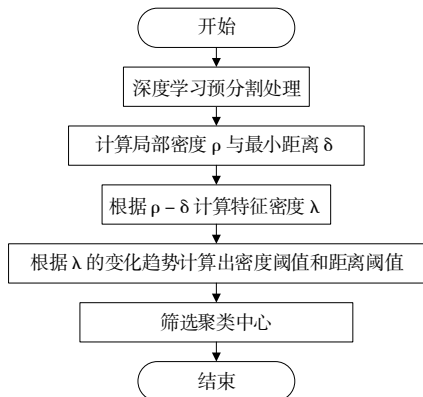 开始
深度学习预分割处理
计算局部密度 ρ 与最小距离 δ
根据 ρ – δ 计算特征密度 λ
根据 λ 的变化趋势计算出密度阈值和距离阈值
筛选聚类中心
结束